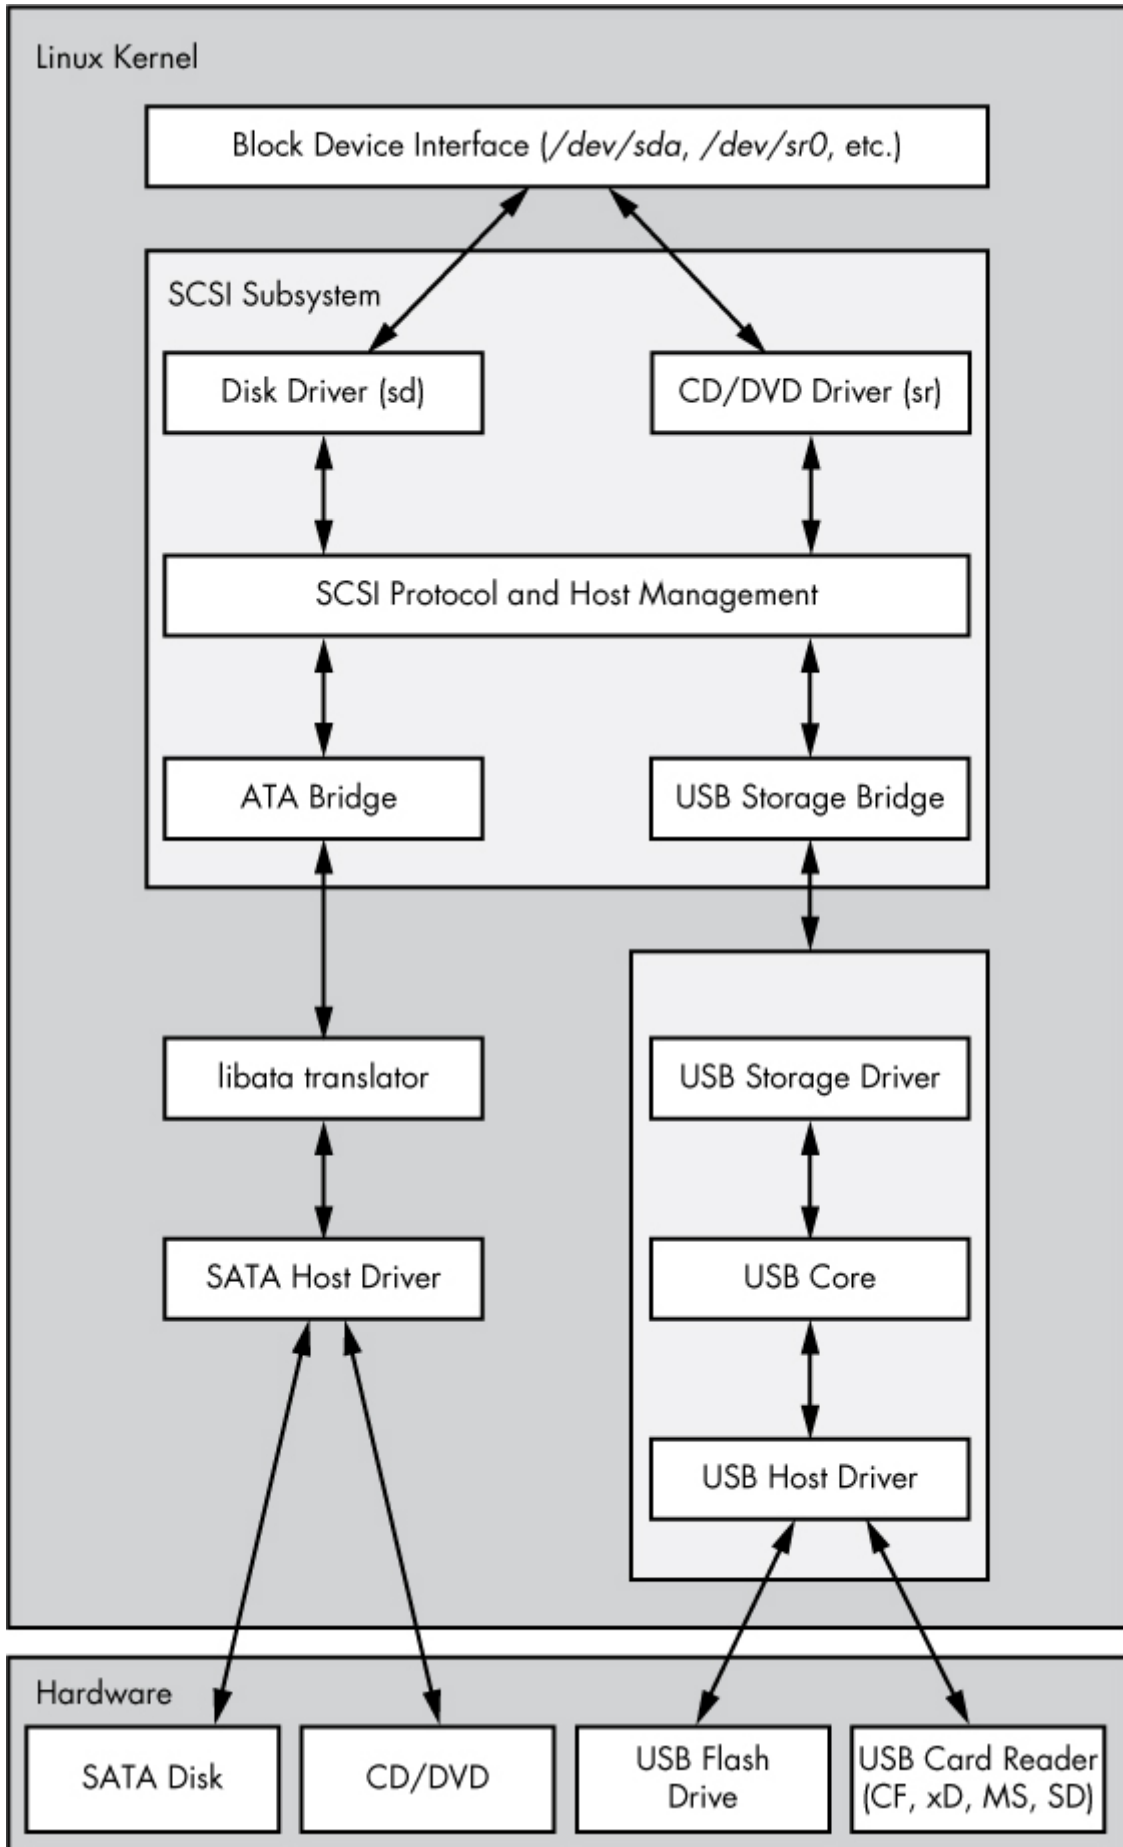 Linux Kernel
Block Device Interface (/dev/sda, /dev/sr0, etc.)
SCSI Subsystem
Disk Driver (sd)
CD/DVD Driver (sr)
SCSI Protocol and Host Management
ATA Bridge
USB Storage Bridge
libata translator
USB Storage Driver
SATA Host Driver
USB Core
USB Host Driver
Hardware
SATA Disk
CD/DVD
USB Flash
Drive
USB Card Reader
(CF, xD, MS, SD)